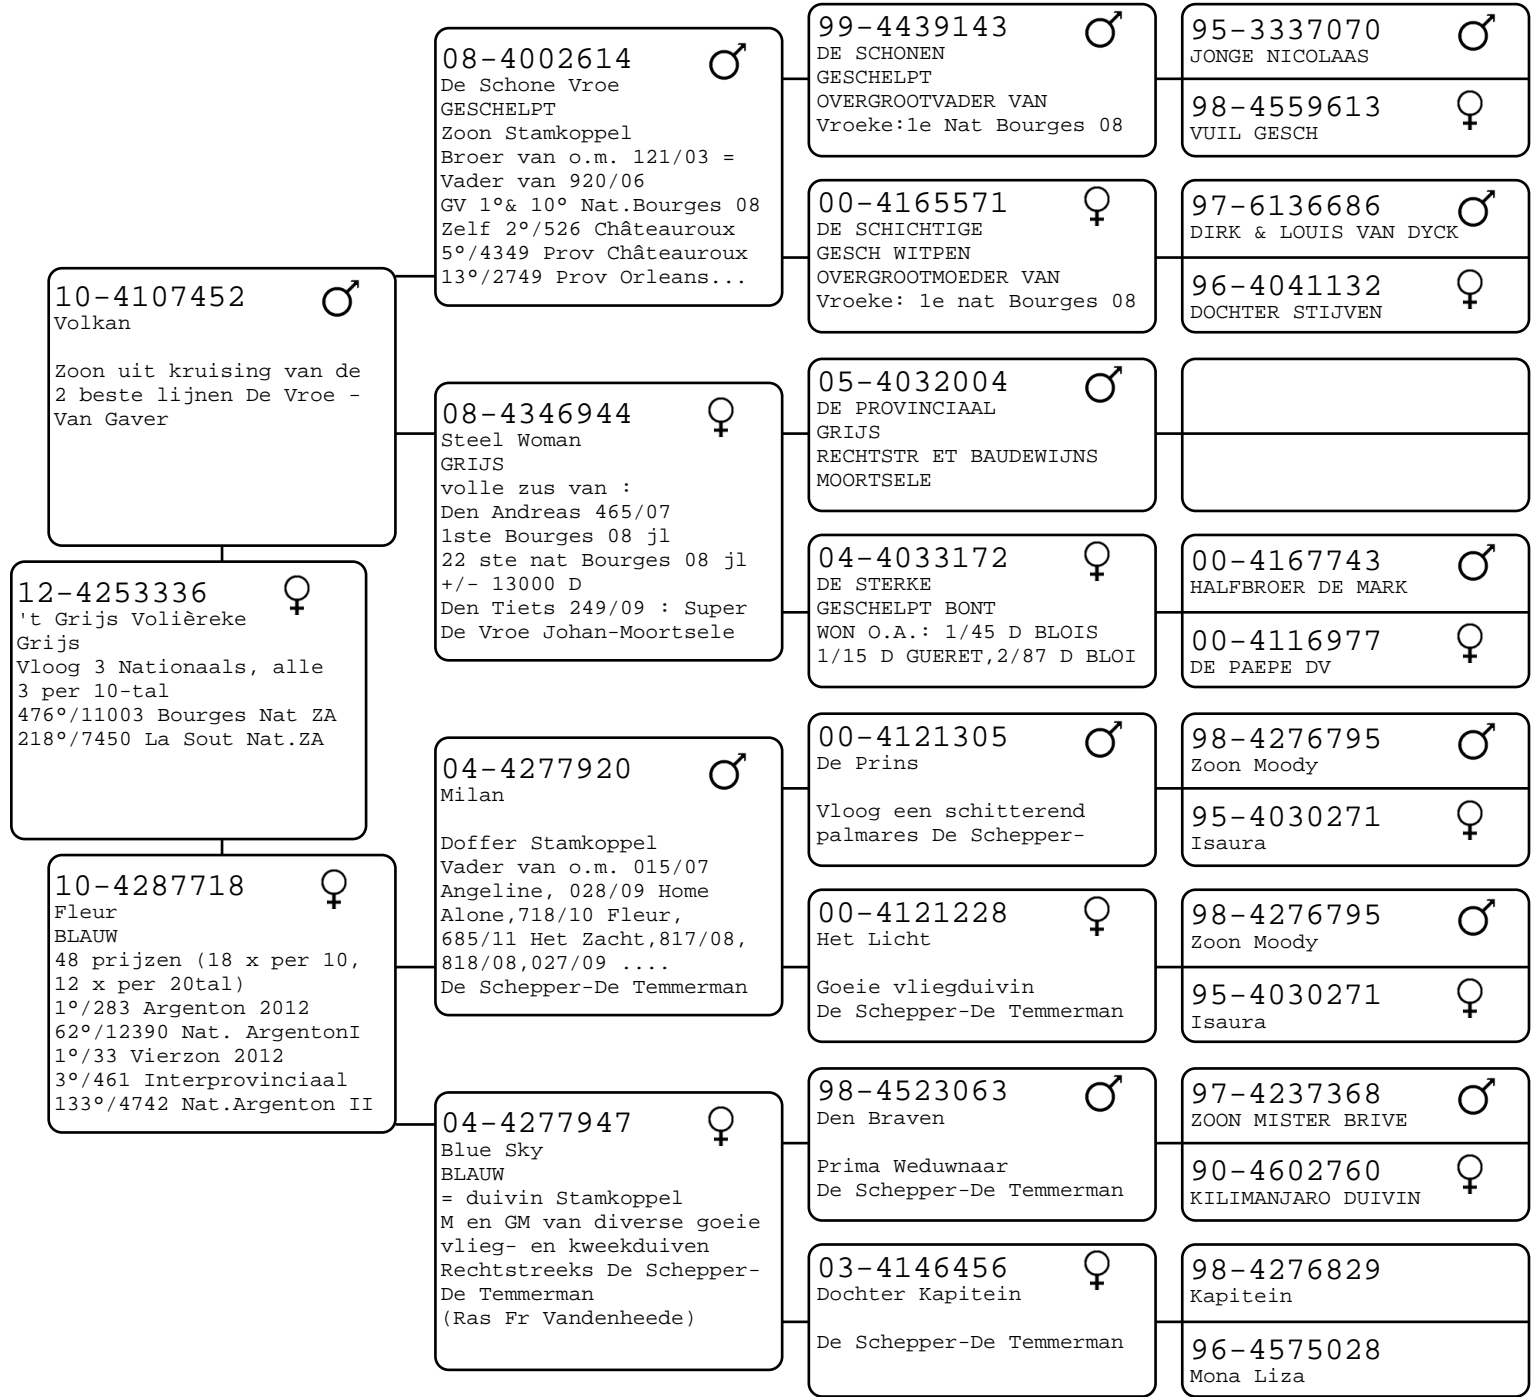 12-4253336
't Grijs Volièreke
Grijs
Vloog 3 Nationaals, alle
3 per 10-tal
476°/11003 Bourges Nat ZA
218°/7450 La Sout Nat.ZA
10-4107452
Volkan
Zoon uit kruising van de
2 beste lijnen De Vroe -
Van Gaver
10-4287718
Fleur
BLAUW
48 prijzen (18 x per 10,
12 x per 20tal)
1°/283 Argenton 2012
62°/12390 Nat. ArgentonI
1°/33 Vierzon 2012
3°/461 Interprovinciaal
133°/4742 Nat.Argenton II
08-4002614
De Schone Vroe
GESCHELPT
Zoon Stamkoppel
Broer van o.m. 121/03 =
Vader van 920/06
GV 1°& 10° Nat.Bourges 08
Zelf 2°/526 Châteauroux
5°/4349 Prov Châteauroux
13°/2749 Prov Orleans...
08-4346944
Steel Woman
GRIJS
volle zus van :
Den Andreas 465/07
1ste Bourges 08 jl
22 ste nat Bourges 08 jl
+/- 13000 D
Den Tiets 249/09 : Super
De Vroe Johan-Moortsele
04-4277920
Milan
Doffer Stamkoppel
Vader van o.m. 015/07
Angeline, 028/09 Home
Alone,718/10 Fleur,
685/11 Het Zacht,817/08,
818/08,027/09 ....
De Schepper-De Temmerman
04-4277947
Blue Sky
BLAUW
= duivin Stamkoppel
M en GM van diverse goeie
vlieg- en kweekduiven
Rechtstreeks De Schepper-
De Temmerman
(Ras Fr Vandenheede)
99-4439143
DE SCHONEN
GESCHELPT
OVERGROOTVADER VAN
Vroeke:1e Nat Bourges 08
00-4165571
DE SCHICHTIGE
GESCH WITPEN
OVERGROOTMOEDER VAN
Vroeke: 1e nat Bourges 08
05-4032004
DE PROVINCIAAL
GRIJS
RECHTSTR ET BAUDEWIJNS
MOORTSELE
04-4033172
DE STERKE
GESCHELPT BONT
WON O.A.: 1/45 D BLOIS
1/15 D GUERET,2/87 D BLOI
00-4121305
De Prins
Vloog een schitterend
palmares De Schepper-
00-4121228
Het Licht
Goeie vliegduivin
De Schepper-De Temmerman
98-4523063
Den Braven
Prima Weduwnaar
De Schepper-De Temmerman
03-4146456
Dochter Kapitein
De Schepper-De Temmerman
95-3337070
JONGE NICOLAAS
98-4559613
VUIL GESCH
97-6136686
DIRK & LOUIS VAN DYCK
96-4041132
DOCHTER STIJVEN
00-4167743
HALFBROER DE MARK
00-4116977
DE PAEPE DV
98-4276795
Zoon Moody
95-4030271
Isaura
98-4276795
Zoon Moody
95-4030271
Isaura
97-4237368
ZOON MISTER BRIVE
90-4602760
KILIMANJARO DUIVIN
98-4276829
Kapitein
96-4575028
Mona Liza